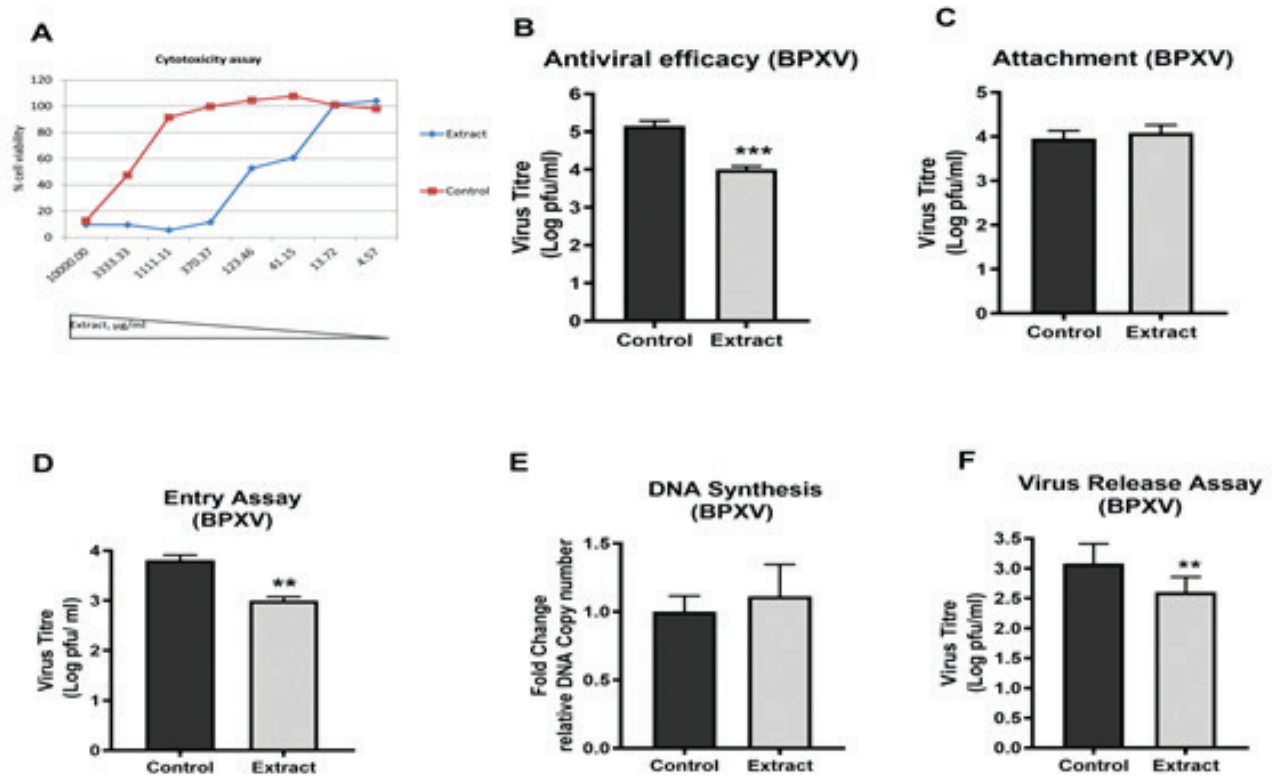 A
Cytotoxicity assay
% cell viability
120
100
80
60
40
20
0
10000.00
3333.33
1111.11
370.37
123.46
41.15
13.72
4.57
Extract
Control
Extract, µg/ml
B
Antiviral efficacy (BPXV)
Virus Titre
(Log pfu/ml)
6
5
4
3
2
1
0
***
Control
Extract
C
Attachment (BPXV)
Virus Titre
(Log pfu/ml)
5
4
3
2
1
0
Control
Extract
D
Entry Assay
(BPXV)
Virus Titre
(Log pfu/ ml)
4
3
2
1
0
**
Control
Extract
E
DNA Synthesis
(BPXV)
Fold Change
relative DNA Copy number
1.5
1.0
0.5
0.0
Control
Extract
F
Virus Release Assay
(BPXV)
Virus Titre
(Log pfu/ml)
3.5
3.0
2.5
2.0
1.5
1.0
0.5
0.0
**
Control
Extract